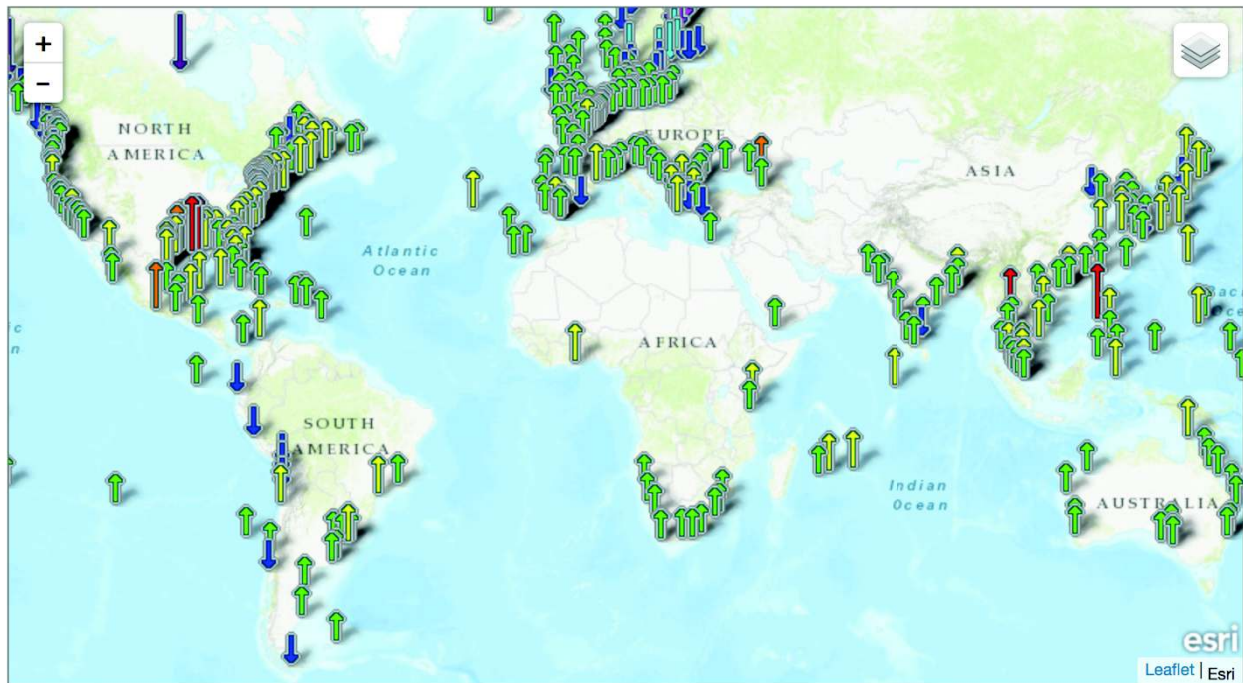 +
−
NORTH
AMERICA
EUROPE
ASIA
Atlantic
Ocean
AFRICA
SOUTH
AMERICA
Indian
Ocean
AUSTRALIA
esri
Leaflet | Esri